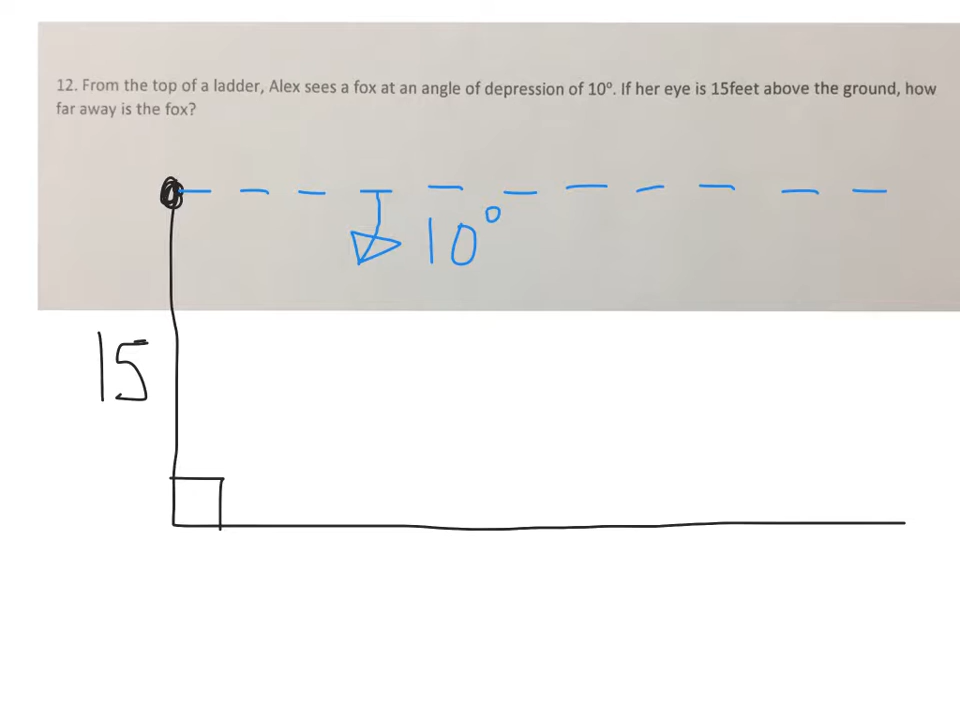 12. From the top of a ladder, Alex sees a fox at an angle of depression of 10º. If her eye is 15feet above the ground, how
far away is the fox?
10°
15